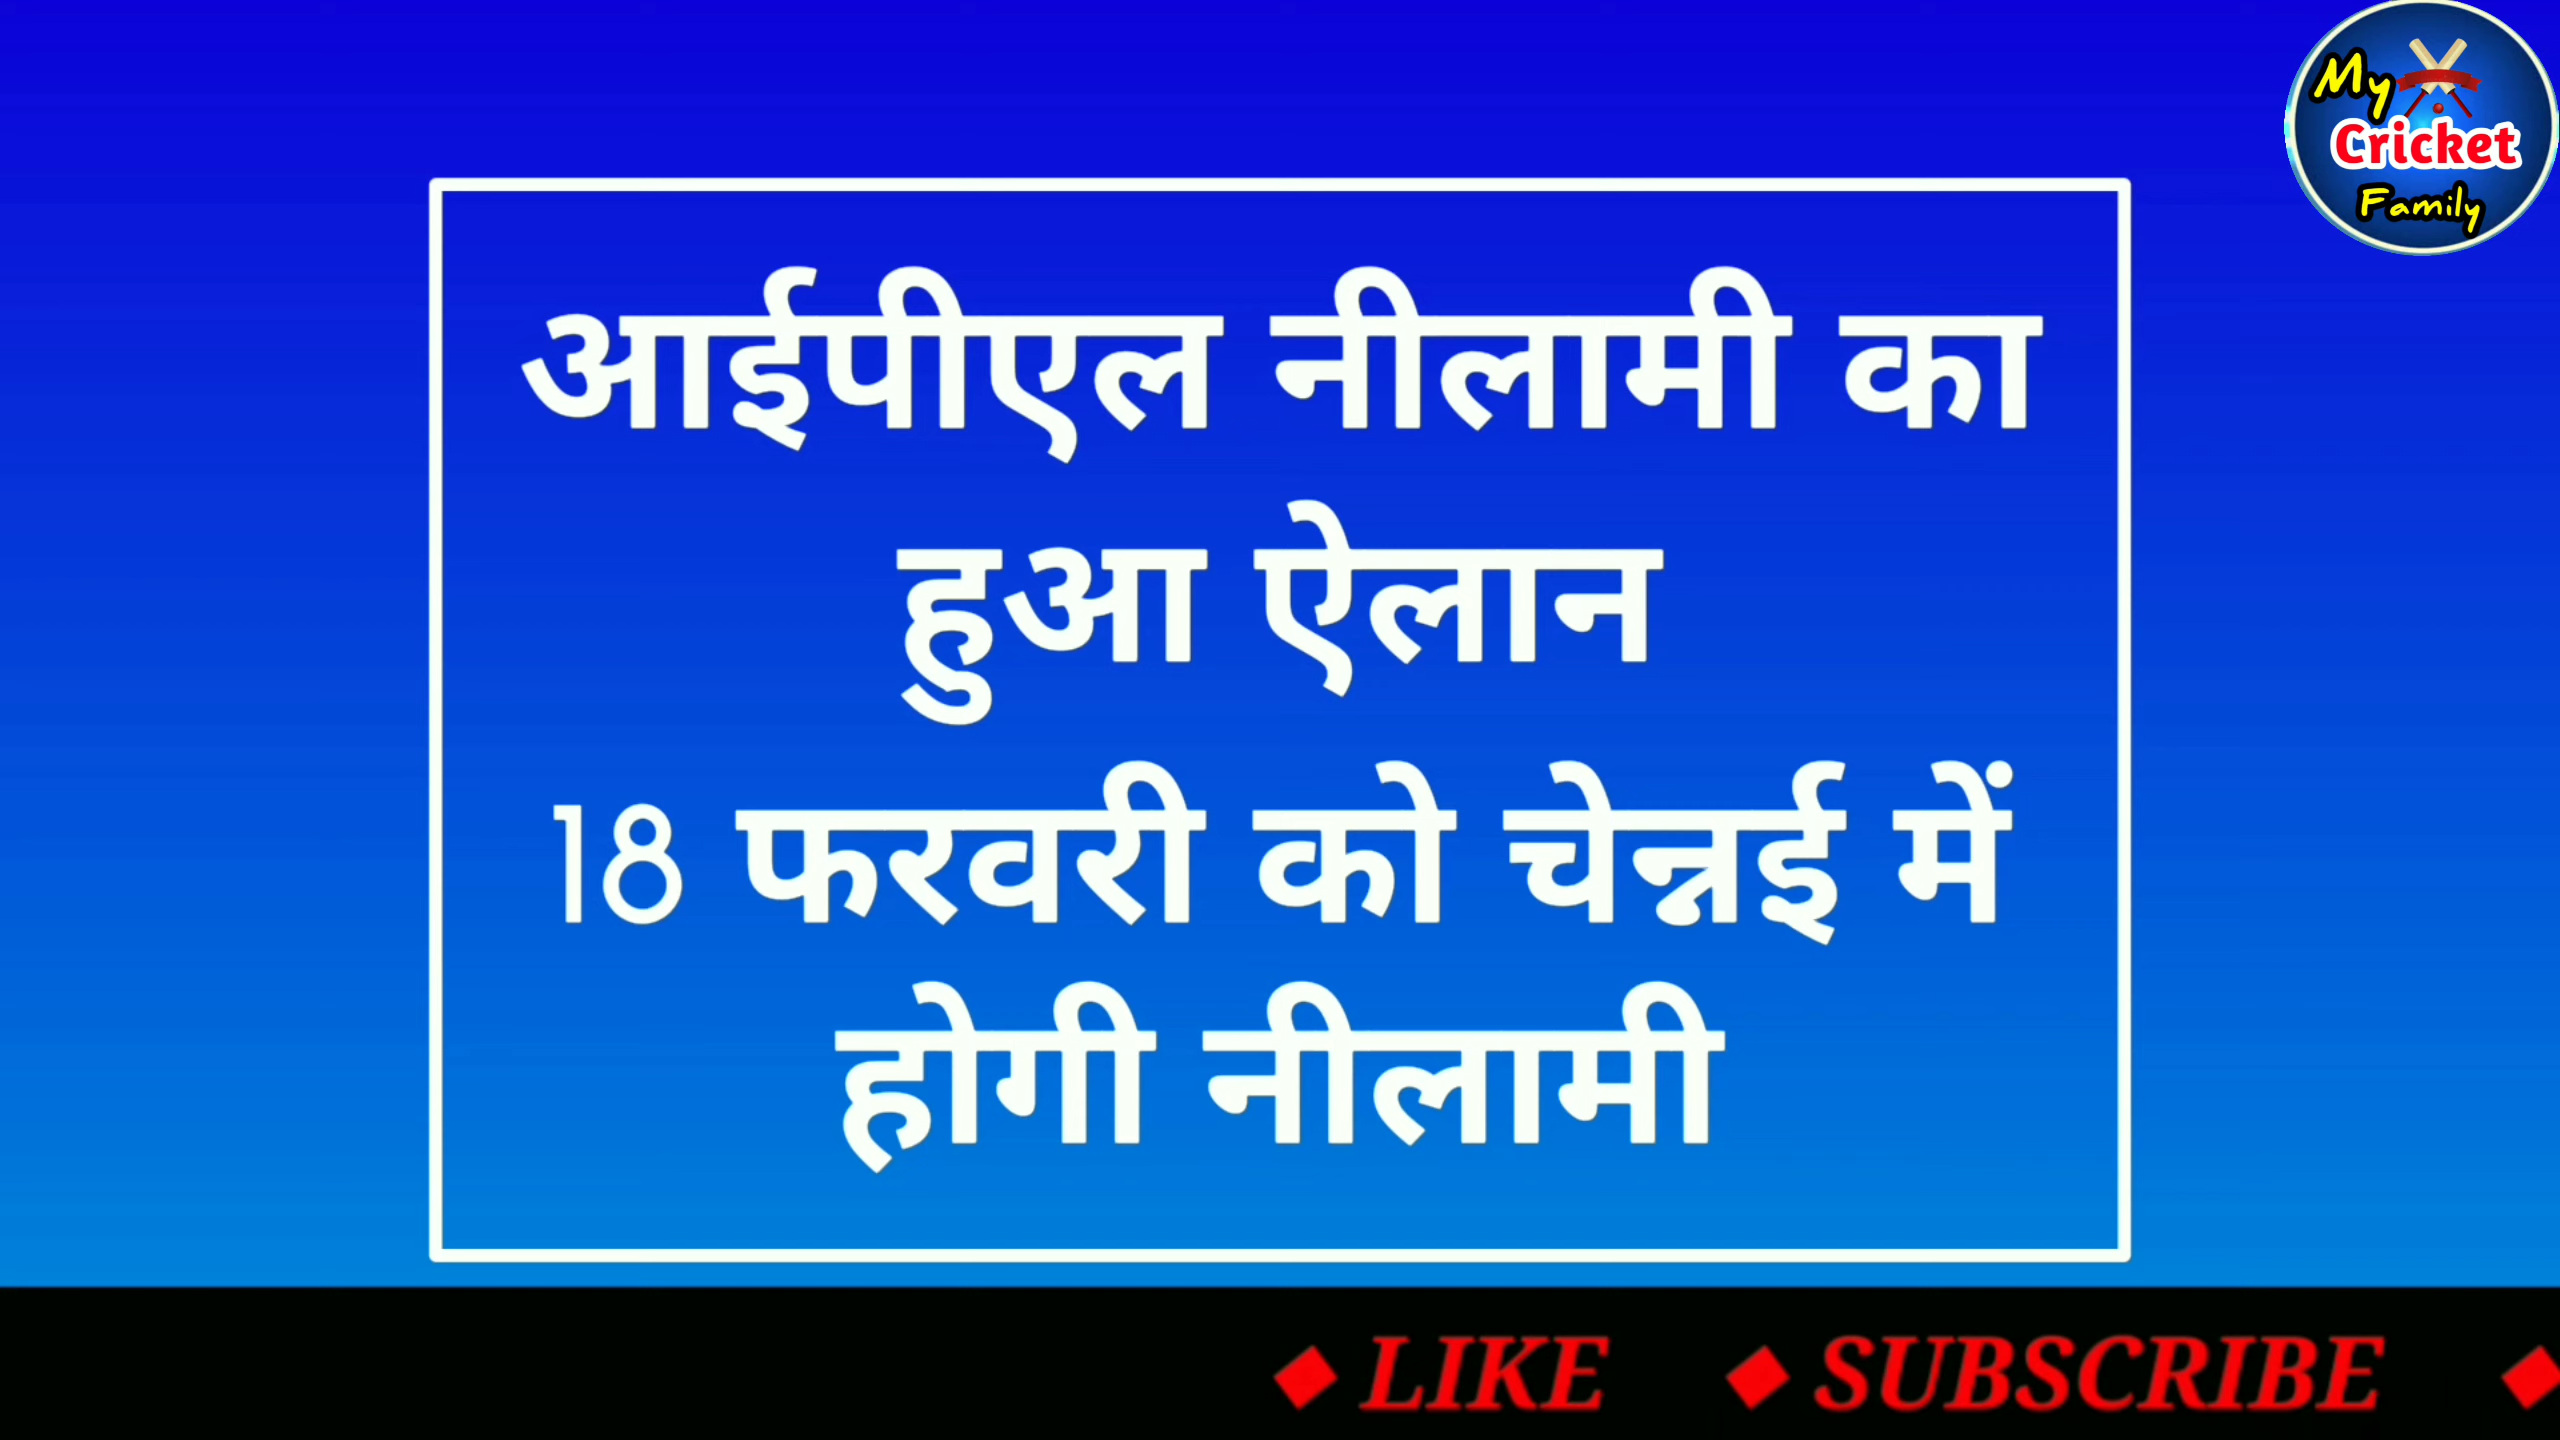 My
Cricket
Family
आईपीएल नीलामी का
हुआ ऐलान
18 फरवरी को चेन्नई में
होगी नीलामी
◆ LIKE ◆ SUBSCRIBE ◆